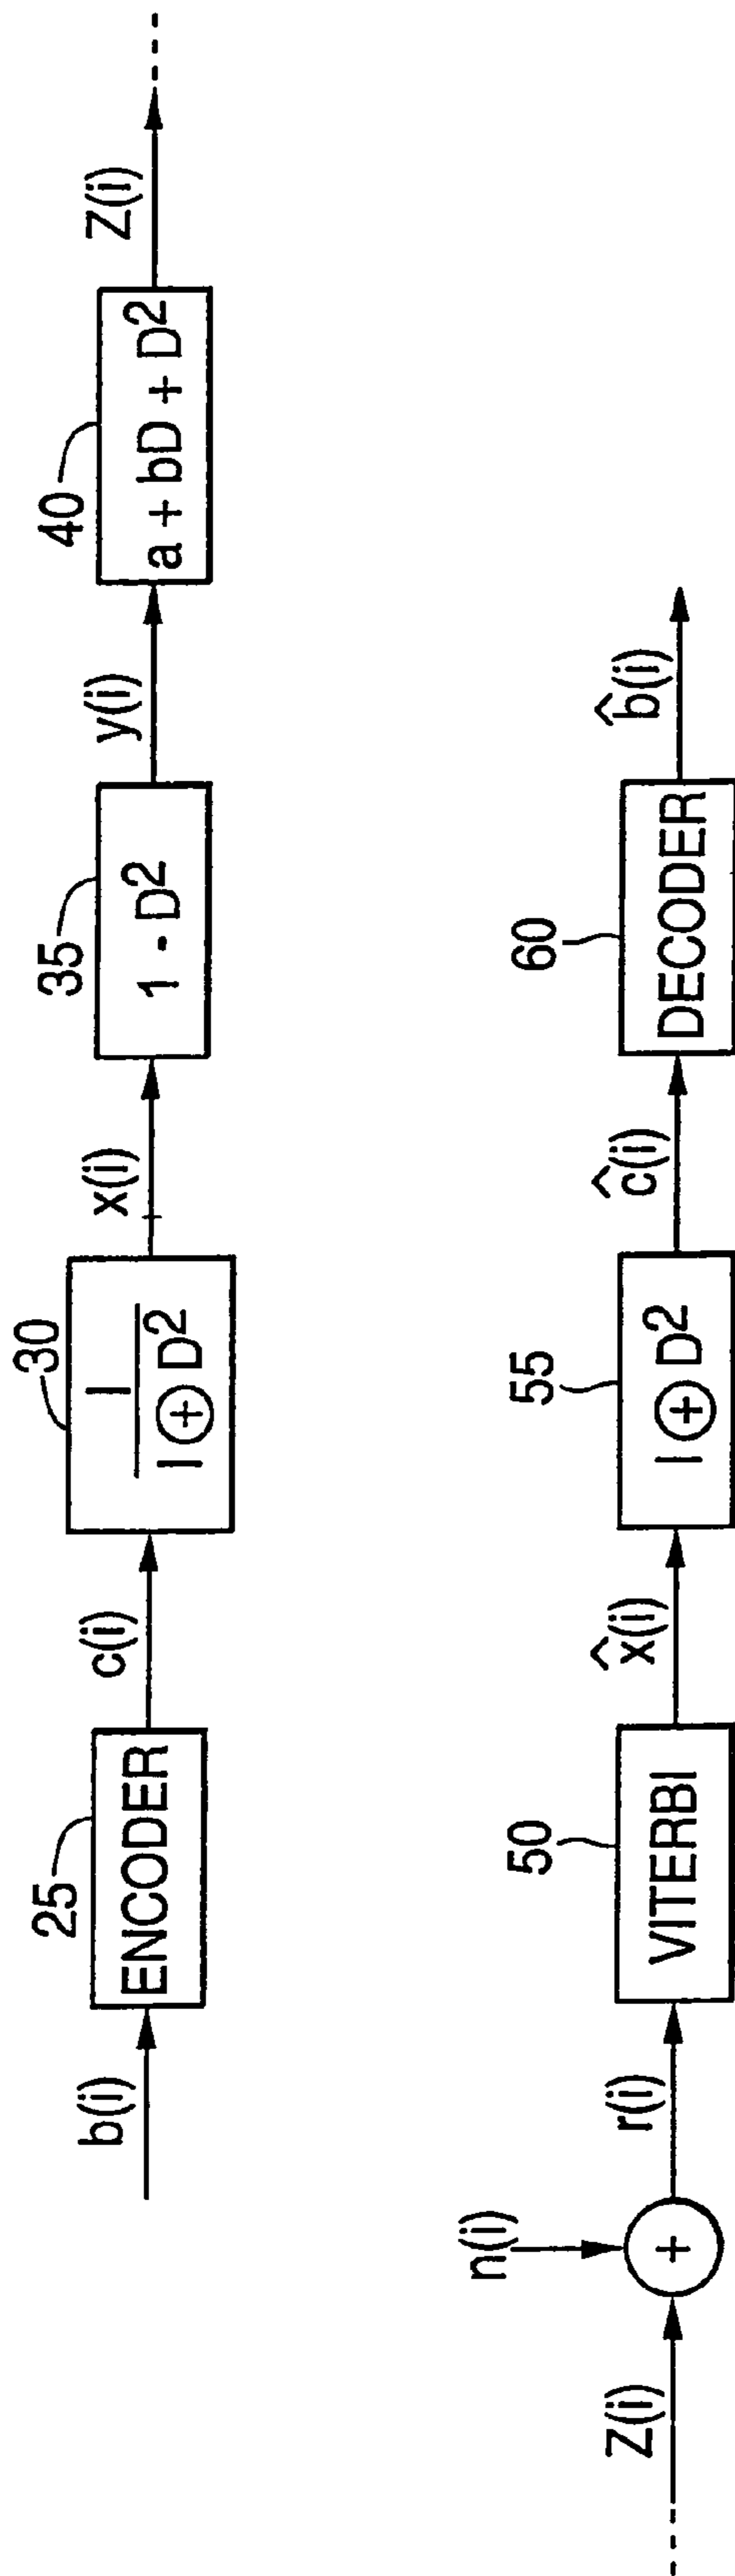 b(i)
25
ENCODER
c(i)
30
1
1 ⊕ D²
x(i)
35
1 - D²
y(i)
40
a + bD + D²
Z(i)
Z(i)
n(i)
+
r(i)
50
VITERBI
x̂(i)
55
1 ⊕ D²
ĉ(i)
60
DECODER
b̂(i)